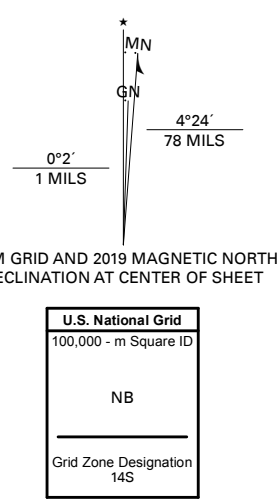 ★
MN
GN
4°24´
78 MILS
0°2´
1 MILS
M GRID AND 2019 MAGNETIC NORTH
ECLINATION AT CENTER OF SHEET
U.S. National Grid
100,000 - m Square ID
NB
Grid Zone Designation
14S